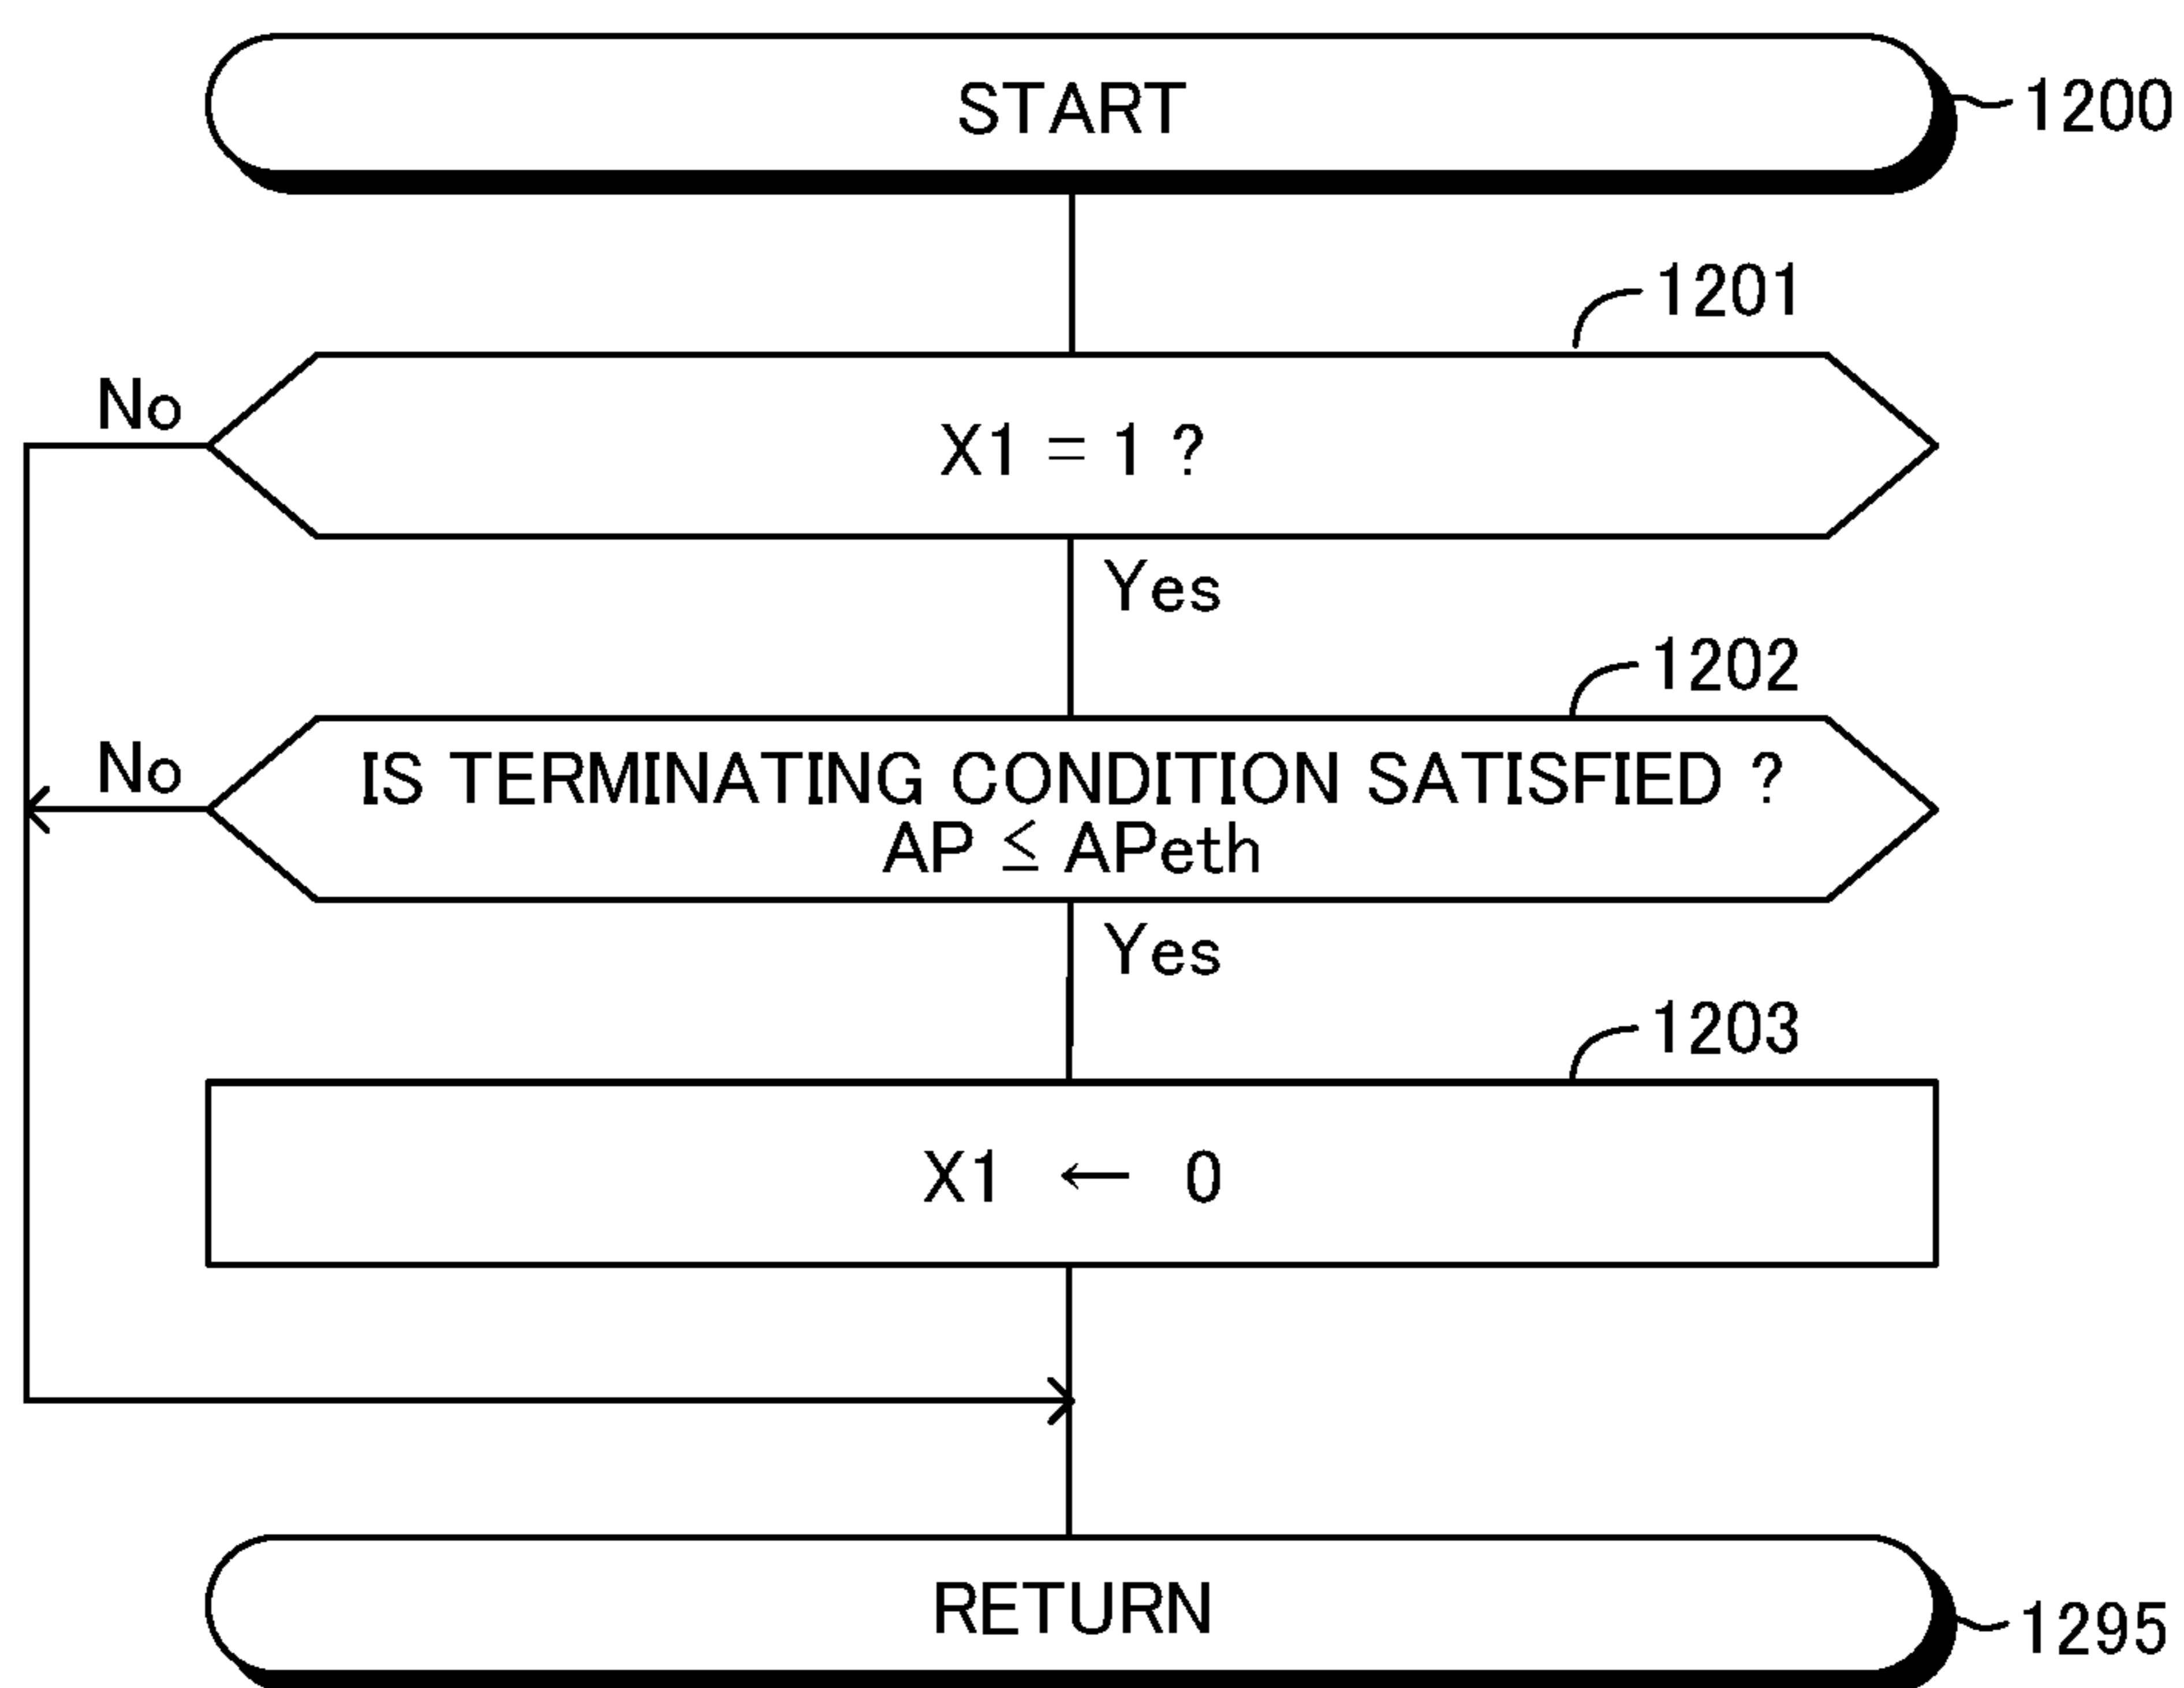 START
1200
1201
No
X1 = 1 ?
Yes
1202
No
IS TERMINATING CONDITION SATISFIED ?
AP ≤ APeth
Yes
1203
X1 ← 0
RETURN
1295